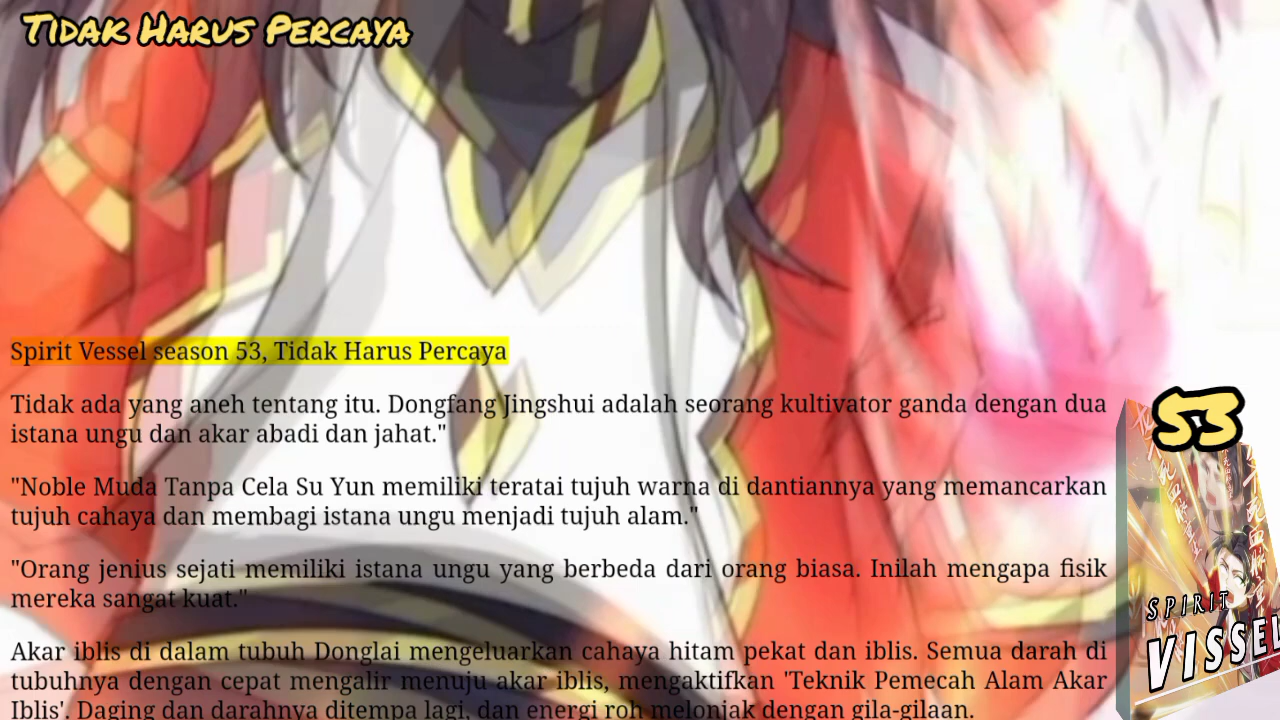 Tidak Harus Percaya
Spirit Vessel season 53, Tidak Harus Percaya
Tidak ada yang aneh tentang itu. Dongfang Jingshui adalah seorang kultivator ganda dengan dua
istana ungu dan akar abadi dan jahat."
"Noble Muda Tanpa Cela Su Yun memiliki teratai tujuh warna di dantiannya yang memancarkan
tujuh cahaya dan membagi istana ungu menjadi tujuh alam."
"Orang jenius sejati memiliki istana ungu yang berbeda dari orang biasa. Inilah mengapa fisik
mereka sangat kuat."
Akar iblis di dalam tubuh Donglai mengeluarkan cahaya hitam pekat dan iblis. Semua darah di
tubuhnya dengan cepat mengalir menuju akar iblis, mengaktifkan 'Teknik Pemecah Alam Akar
Iblis'. Daging dan darahnya ditempa lagi, dan energi roh melonjak dengan gila-gilaan.
53
SPIRIT
VISSEL